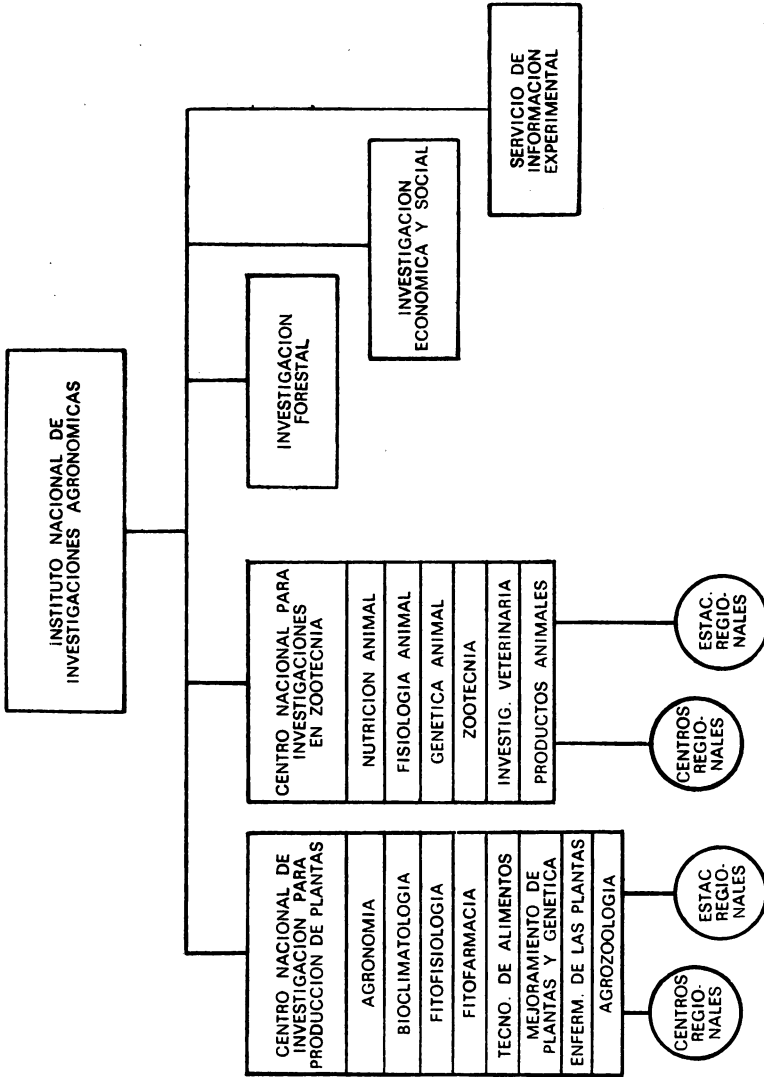 INSTITUTO NACIONAL DE
INVESTIGACIONES AGRONOMICAS
CENTRO NACIONAL DE
INVESTIGACION PARA
PRODUCCION DE PLANTAS
AGRONOMIA
BIOCLIMATOLOGIA
FITOFISIOLOGIA
FITOFARMACIA
TECNO. DE ALIMENTOS
MEJORAMIENTO DE
PLANTAS Y GENETICA
ENFERM. DE LAS PLANTAS
AGROZOOLOGIA
CENTROS
REGIO-
NALES
ESTAC
REGIO-
NALES
CENTRO NACIONAL PARA
INVESTIGACIONES
EN ZOOTECNIA
NUTRICION ANIMAL
FISIOLOGIA ANIMAL
GENETICA ANIMAL
ZOOTECNIA
INVESTIG. VETERINARIA
PRODUCTOS ANIMALES
CENTROS
REGIO-
NALES
ESTAC.
REGIO-
NALES
INVESTIGACION
FORESTAL
INVESTIGACION
ECONOMICA Y SOCIAL
SERVICIO DE
INFORMACION
EXPERIMENTAL